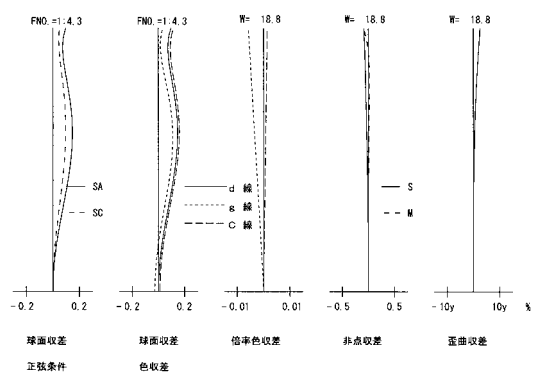 FNO. =1:4.3 FNO. =1:4.3 W= 18.8 W= 18.8 W= 18.8
SA d 線 S
g 線
SC C 線 M
-0.2 0.2 -0.2 0.2 -0.01 0.01 -0.5 0.5 -10y 10y %
球面収差 球面収差 倍率色収差 非点収差 歪曲収差
正弦条件 色収差